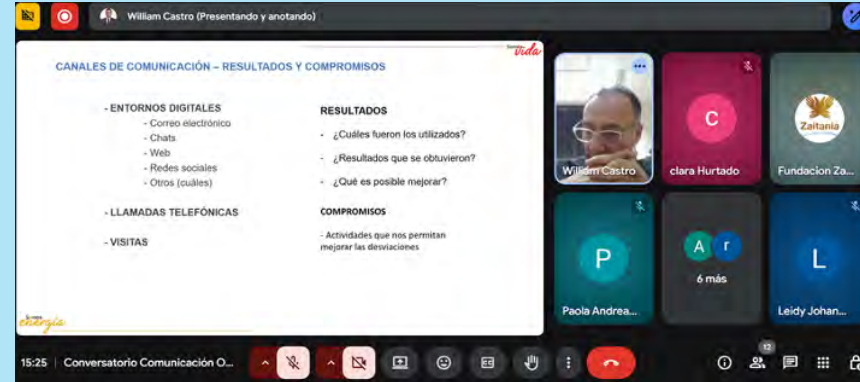 William Castro (Presentando y anotando)
vida
CANALES DE COMUNICACIÓN – RESULTADOS Y COMPROMISOS
- ENTORNOS DIGITALES
- Correo electrónico
- Chats
- Web
- Redes sociales
- Otros (cuáles)
- LLAMADAS TELEFÓNICAS
- VISITAS
RESULTADOS
- ¿Cuáles fueron los utilizados?
- ¿Resultados que se obtuvieron?
- ¿Qué es posible mejorar?
COMPROMISOS
- Actividades que nos permitan
mejorar las desviaciones
energía
William Castro
C
clara Hurtado
Zaitania
Fundacion Za...
P
Paola Andrea...
A r
6 más
L
Leidy Johan...
15:25 | Conversatorio Comunicación O...
12